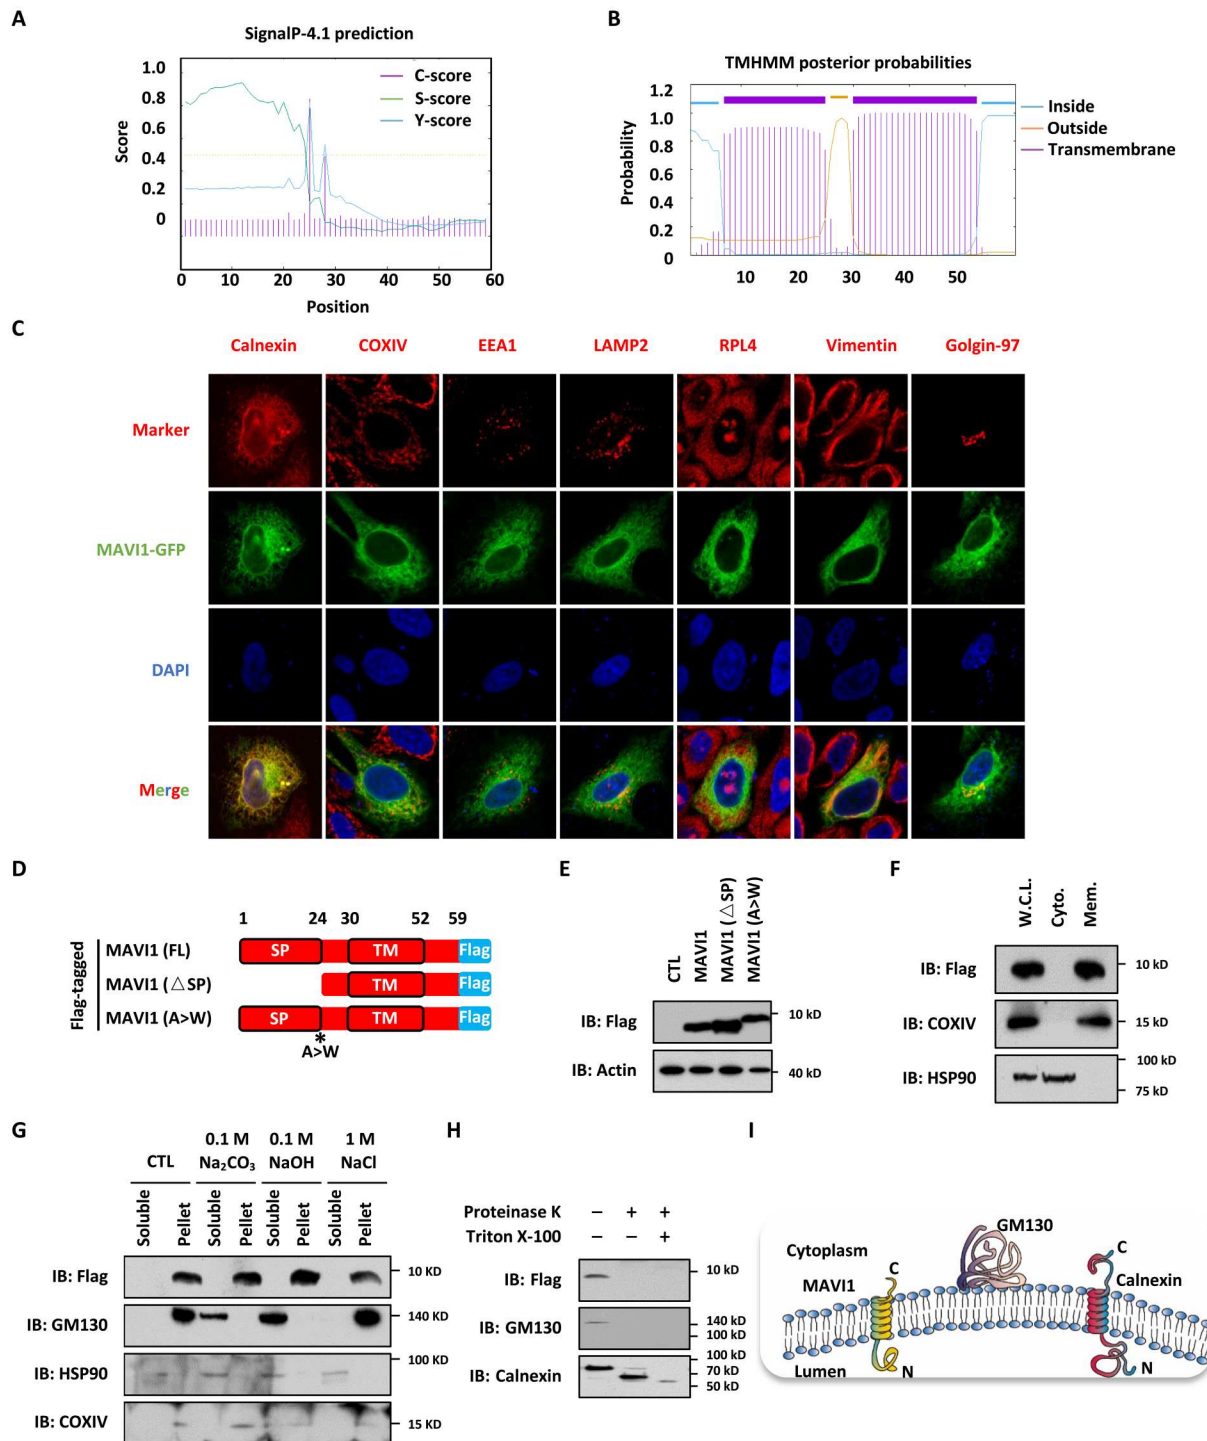 A
SignalP-4.1 prediction
1.0
0.8
0.6
0.4
0.2
0
Score
C-score
S-score
Y-score
0 10 20 30 40 50 60
Position
B
TMHMM posterior probabilities
1.2
1.0
0.8
0.6
0.4
0.2
0
Probability
Inside
Outside
Transmembrane
10 20 30 40 50
C
Calnexin COXIV EEA1 LAMP2 RPL4 Vimentin Golgin-97
Marker
MAVI1-GFP
DAPI
Merge
D
1 24 30 52 59
Flag-tagged
MAVI1 (FL) SP TM Flag
MAVI1 (△SP) TM Flag
MAVI1 (A>W) SP TM Flag
*
A>W
E
CTL
MAVI1
MAVI1 (△SP)
MAVI1 (A>W)
IB: Flag 10 kD
IB: Actin 40 kD
F
W.C.L.
Cyto.
Mem.
IB: Flag 10 kD
IB: COXIV 15 kD
IB: HSP90 100 kD
75 kD
G
CTL
0.1 M Na₂CO₃
0.1 M NaOH
1 M NaCl
Soluble
Pellet
Soluble
Pellet
Soluble
Pellet
Soluble
Pellet
IB: Flag 10 KD
IB: GM130 140 KD
IB: HSP90 100 KD
IB: COXIV 15 KD
H
Proteinase K − + +
Triton X-100 − − +
IB: Flag 10 kD
IB: GM130 140 kD
100 kD
IB: Calnexin 100 kD
70 kD
50 kD
I
GM130
Cytoplasm
C
C
MAVI1
Calnexin
Lumen
N
N